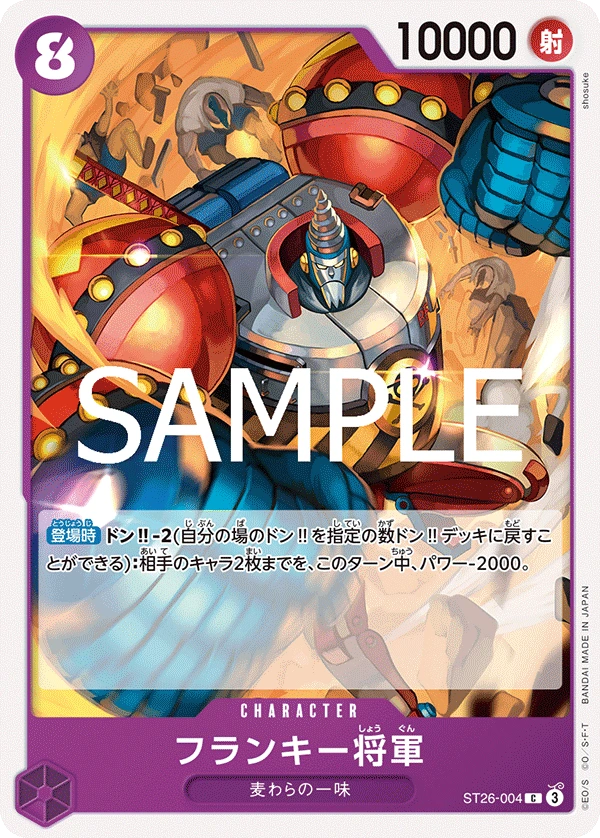 8
10000
射
shosuke
SAMPLE
登場時 ドン!!-2(自分の場のドン!!を指定の数ドン!!デッキに戻すこ
とができる):相手のキャラ2枚までを、このターン中、パワー-2000。
CHARACTER
フランキー将軍
麦わらの一味
ST26-004 C 3
©E.O/S ©O/S・F・T BANDAI MADE IN JAPAN